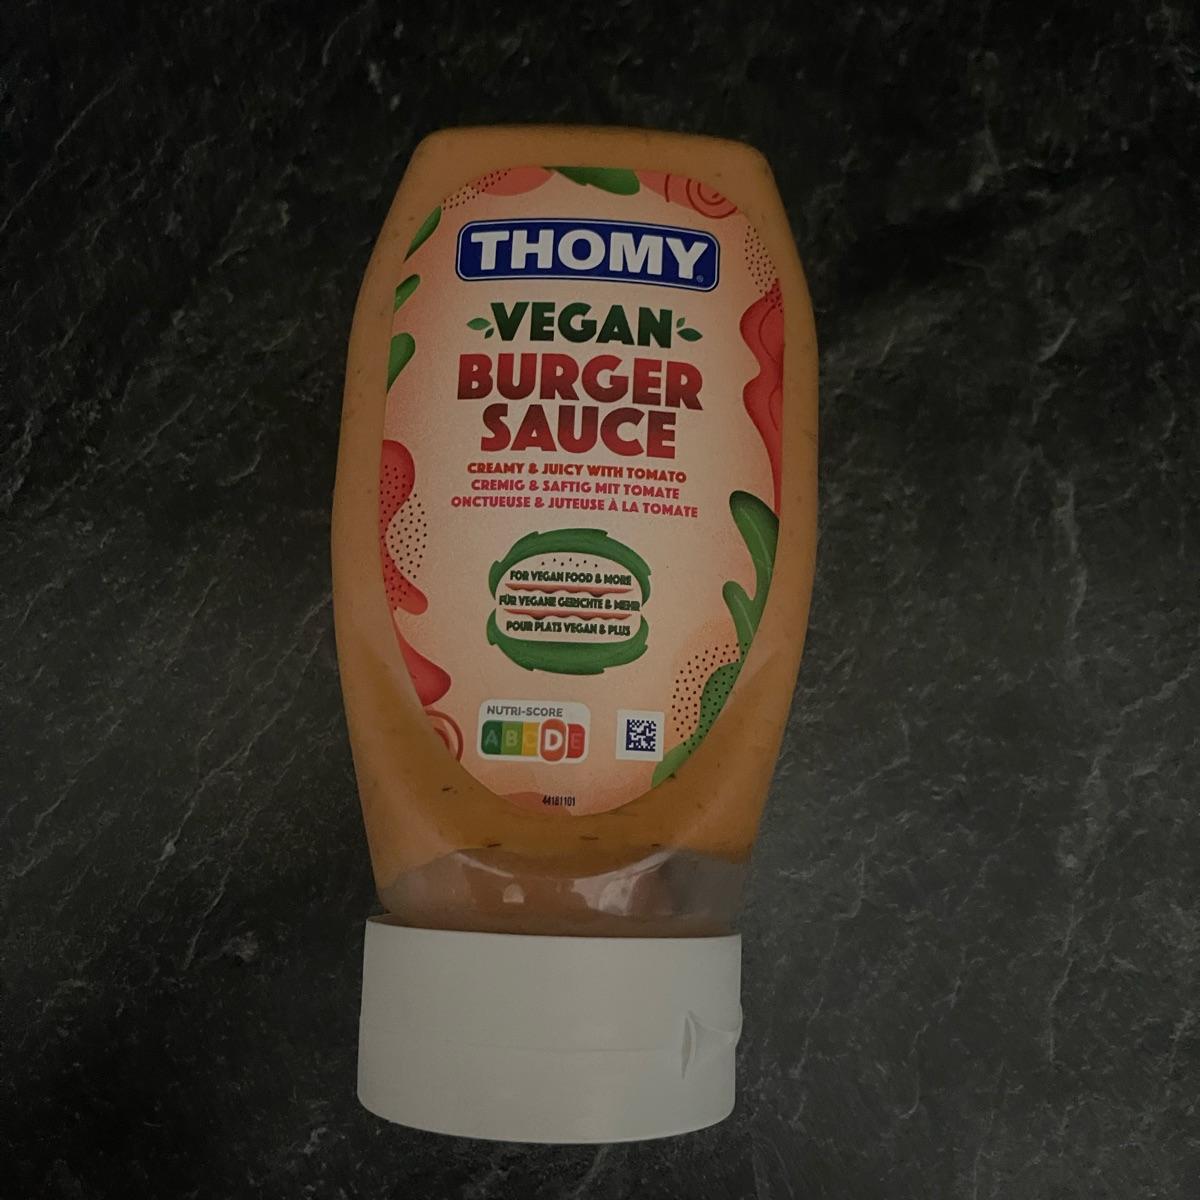 THOMY®
VEGAN
BURGER
SAUCE
CREAMY & JUICY WITH TOMATO
CREMIG & SAFTIG MIT TOMATE
ONCTUEUSE & JUTEUSE À LA TOMATE
FOR VEGAN FOOD & MORE
FÜR VEGANE GERICHTE & MEHR
POUR PLATS VEGAN & PLUS
NUTRI-SCORE
A B C D E
44181101